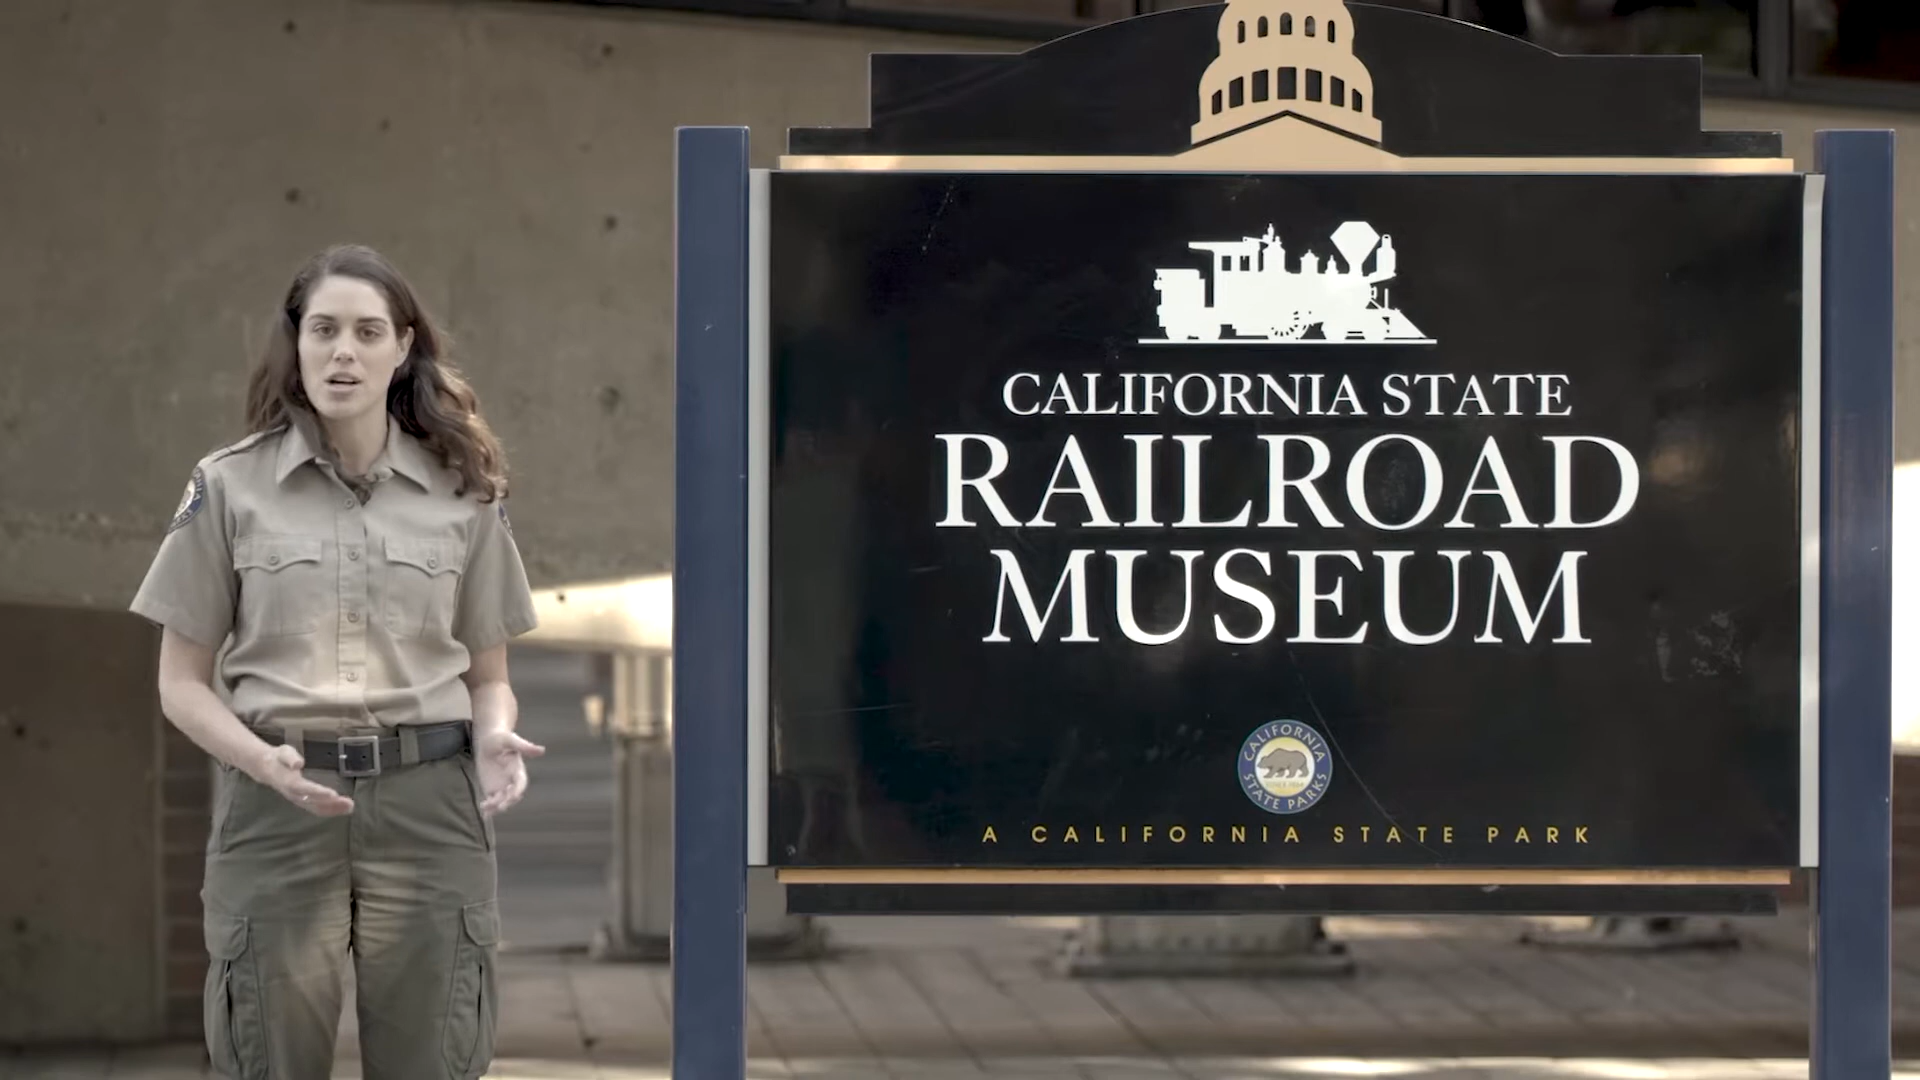 CALIFORNIA STATE
RAILROAD
MUSEUM
CALIFORNIA
STATE PARKS
A CALIFORNIA STATE PARK